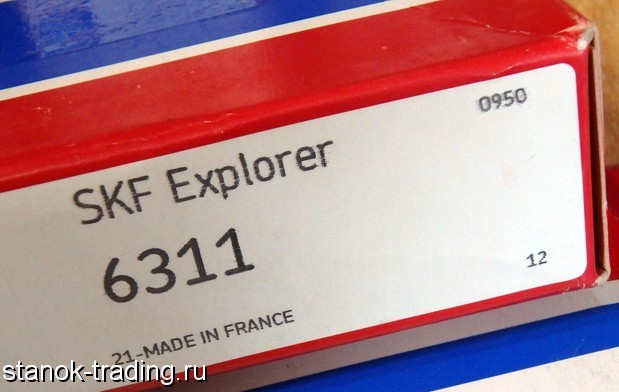 0950
SKF Explorer
6311
12
21-MADE IN FRANCE
stanok-trading.ru